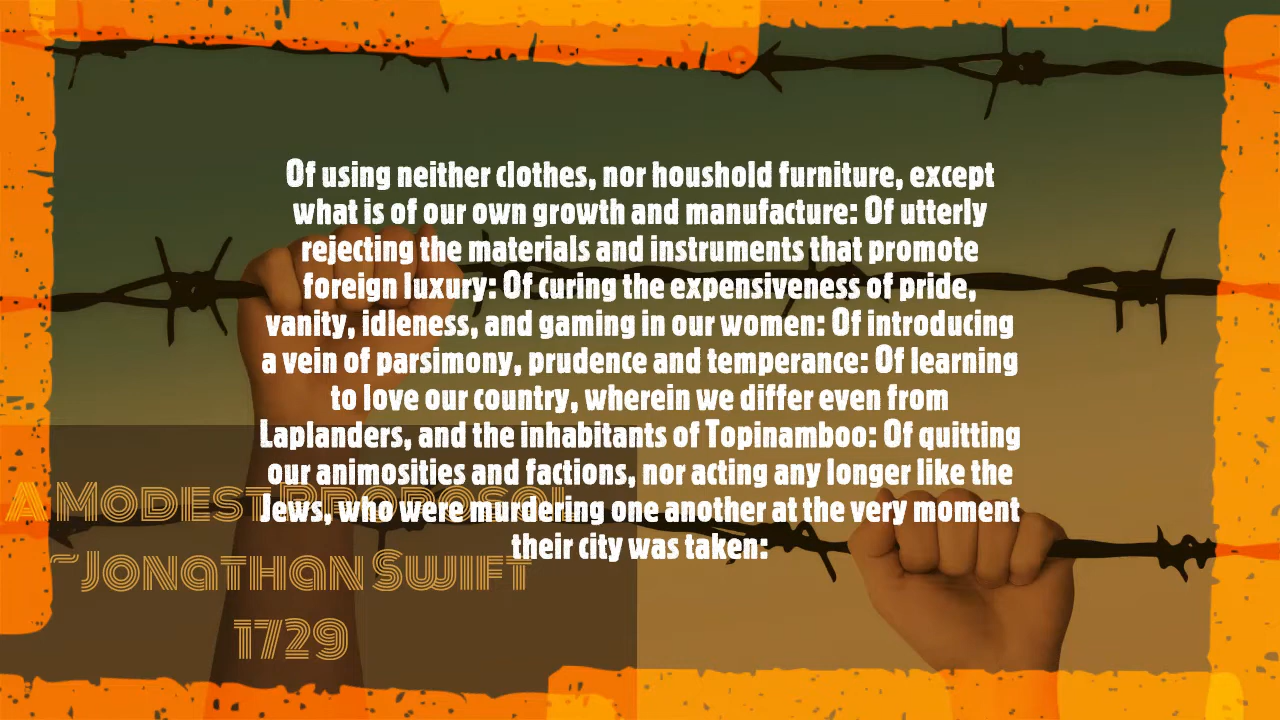 Of using neither clothes, nor houshold furniture, except
what is of our own growth and manufacture: Of utterly
rejecting the materials and instruments that promote
foreign luxury: Of curing the expensiveness of pride,
vanity, idleness, and gaming in our women: Of introducing
a vein of parsimony, prudence and temperance: Of learning
to love our country, wherein we differ even from
Laplanders, and the inhabitants of Topinamboo: Of quitting
our animosities and factions, nor acting any longer like the
Jews, who were murdering one another at the very moment
their city was taken:
A Modest Proposal
~Jonathan Swift
1729